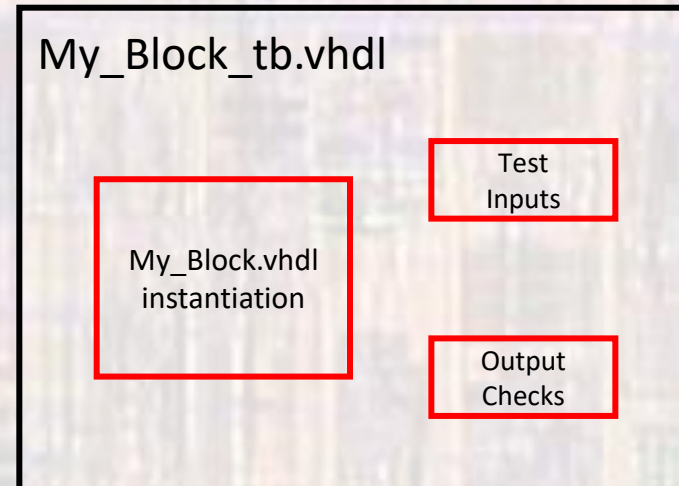 My_Block_tb.vhdl
Test
Inputs
My_Block.vhdl
instantiation
Output
Checks